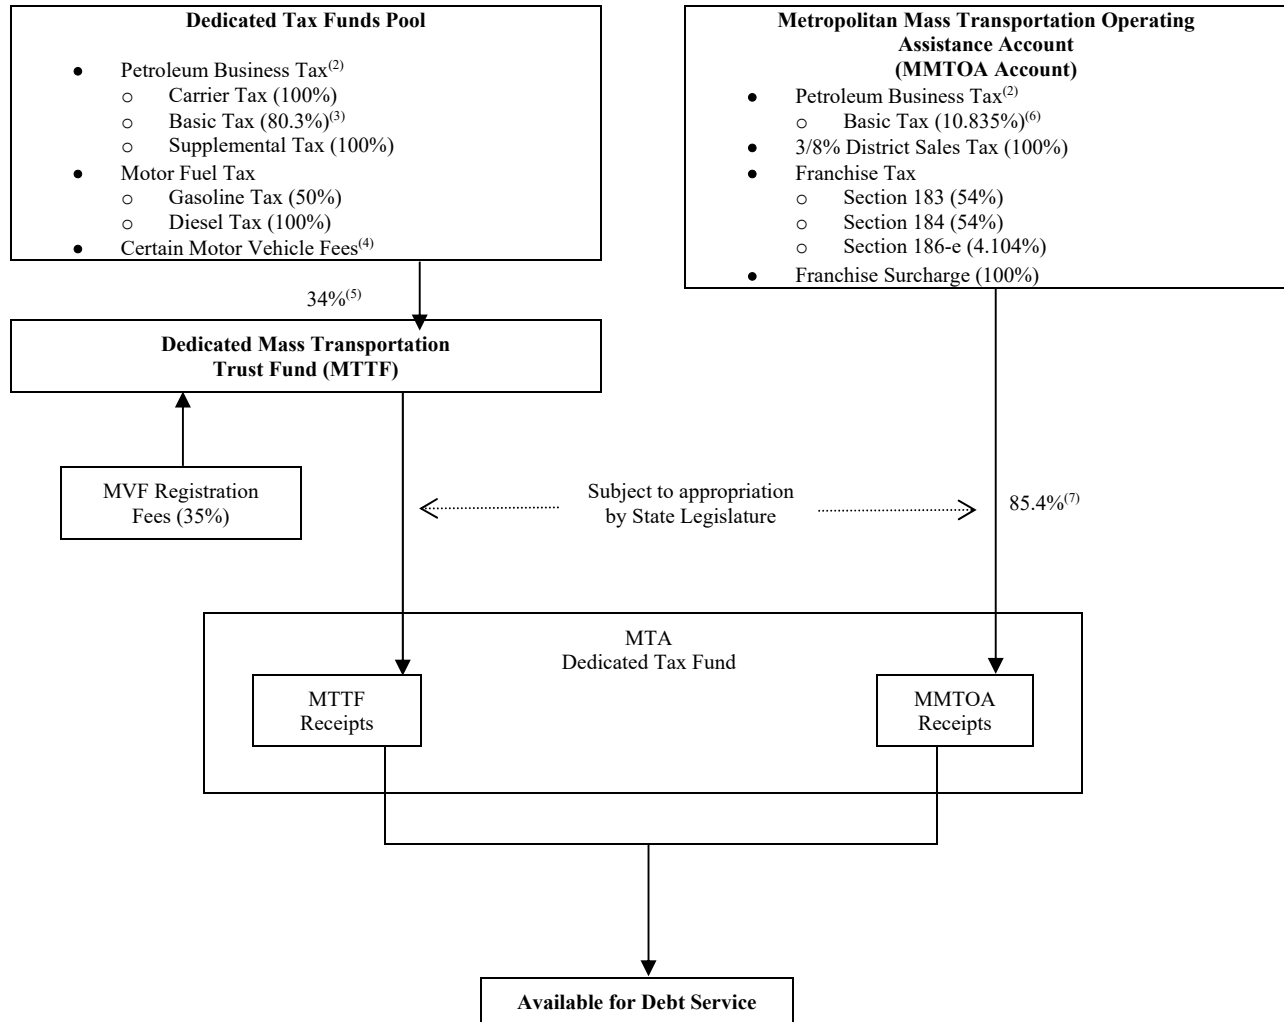 Dedicated Tax Funds Pool
● Petroleum Business Tax(2)
o Carrier Tax (100%)
o Basic Tax (80.3%)(3)
o Supplemental Tax (100%)
● Motor Fuel Tax
o Gasoline Tax (50%)
o Diesel Tax (100%)
● Certain Motor Vehicle Fees(4)
Metropolitan Mass Transportation Operating
Assistance Account
(MMTOA Account)
● Petroleum Business Tax(2)
o Basic Tax (10.835%)(6)
● 3/8% District Sales Tax (100%)
● Franchise Tax
o Section 183 (54%)
o Section 184 (54%)
o Section 186-e (4.104%)
● Franchise Surcharge (100%)
34%(5)
Dedicated Mass Transportation
Trust Fund (MTTF)
MVF Registration
Fees (35%)
Subject to appropriation
by State Legislature
85.4%(7)
MTA
Dedicated Tax Fund
MTTF
Receipts
MMTOA
Receipts
Available for Debt Service